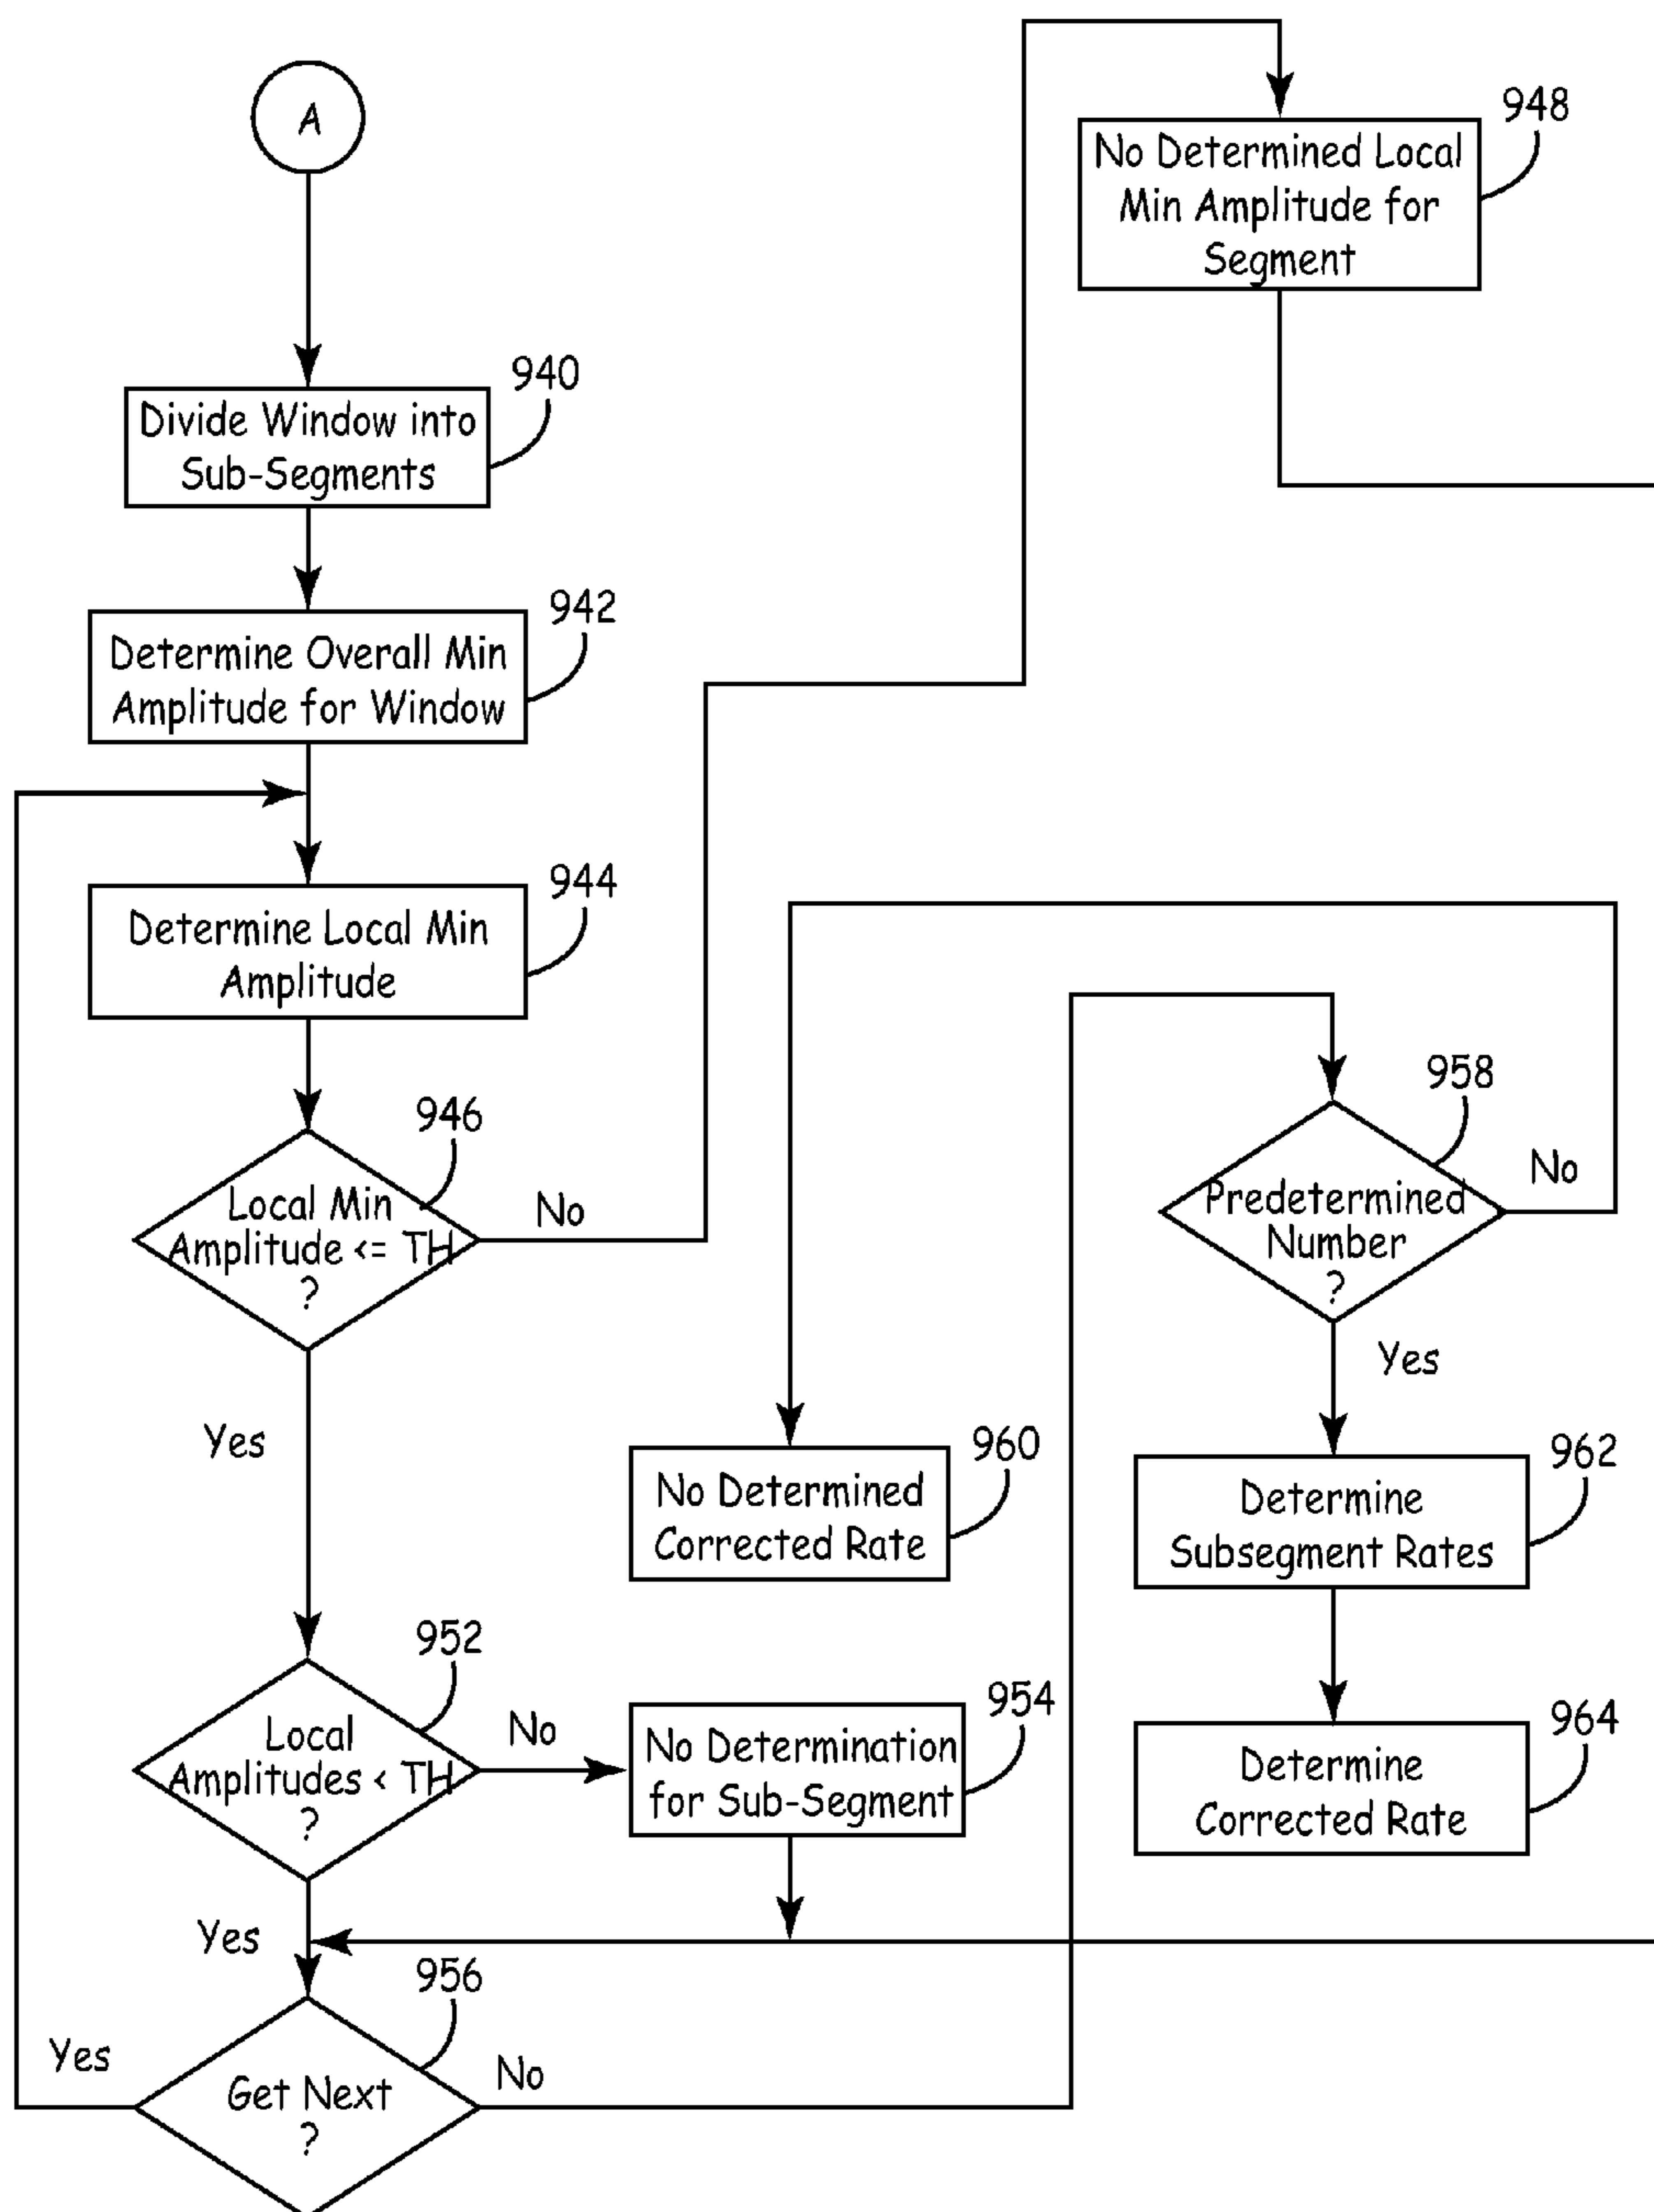 A
940
Divide Window into
Sub-Segments
942
Determine Overall Min
Amplitude for Window
944
Determine Local Min
Amplitude
946
Local Min
Amplitude <= TH
?
No
Yes
948
No Determined Local
Min Amplitude for
Segment
952
Local
Amplitudes < TH
?
No
Yes
954
No Determination
for Sub-Segment
956
Get Next
?
Yes
No
958
Predetermined
Number
?
No
Yes
960
No Determined
Corrected Rate
962
Determine
Subsegment Rates
964
Determine
Corrected Rate